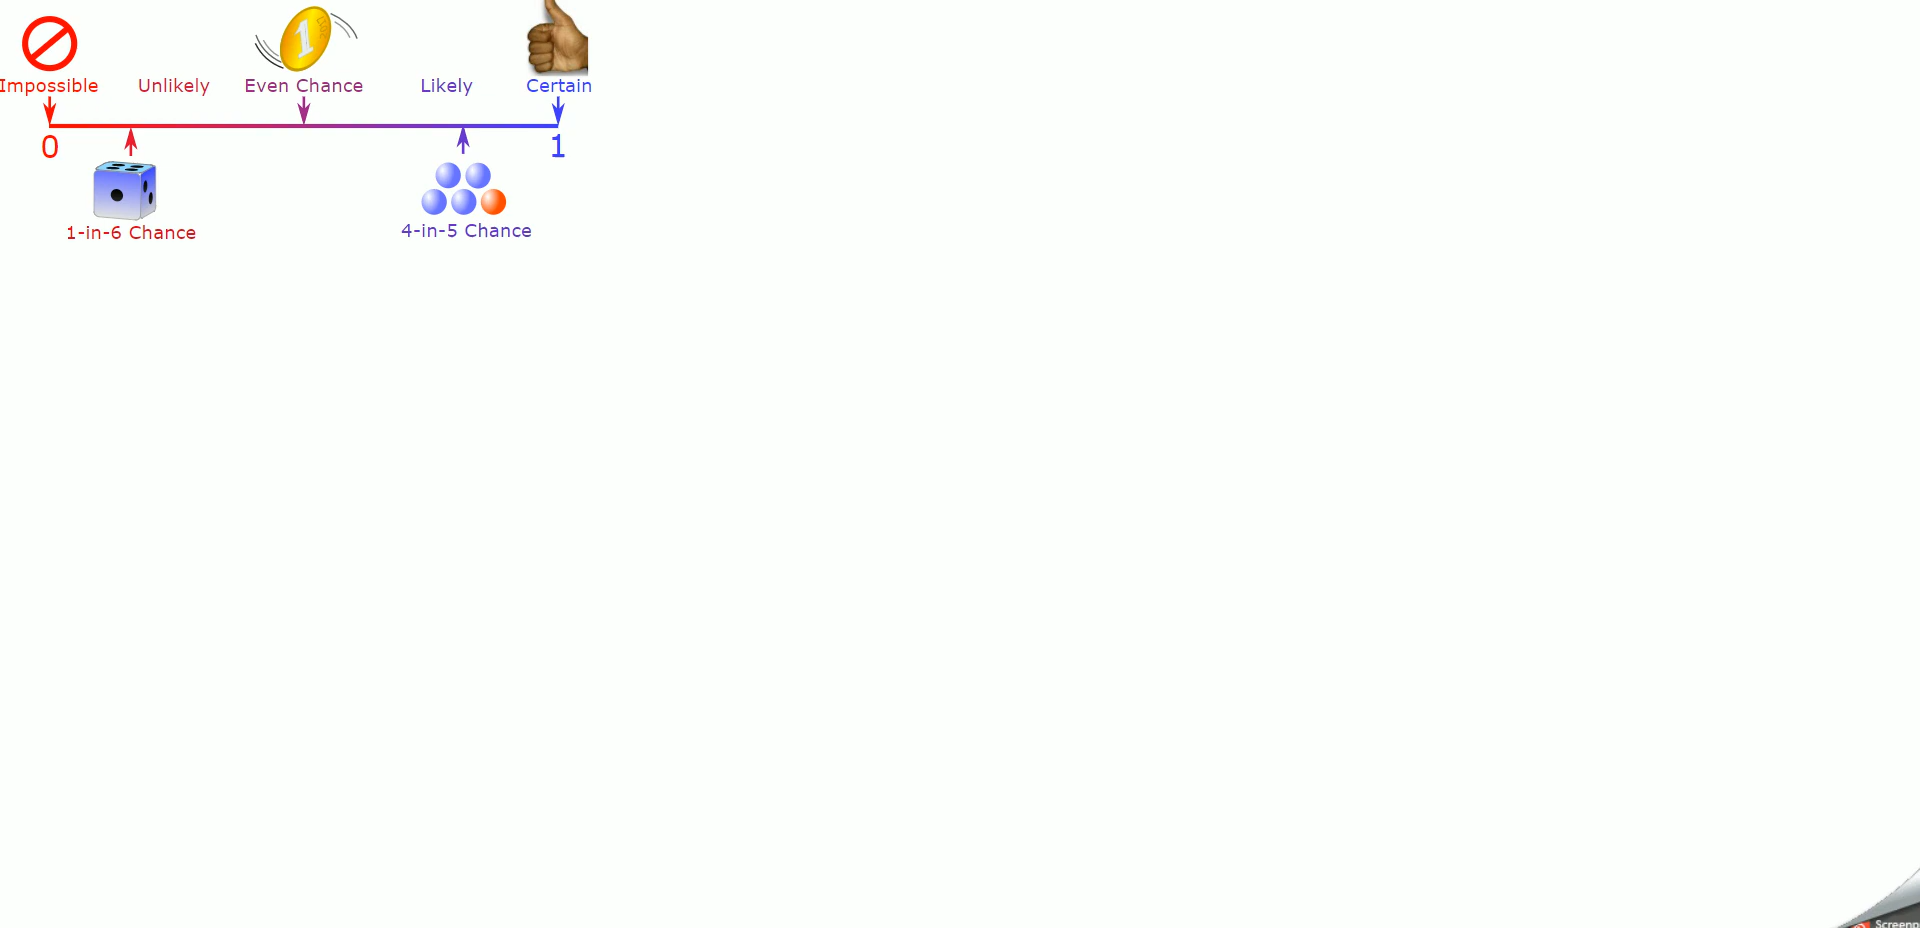 Impossible
Unlikely
Even Chance
Likely
Certain
0
1
1-in-6 Chance
4-in-5 Chance